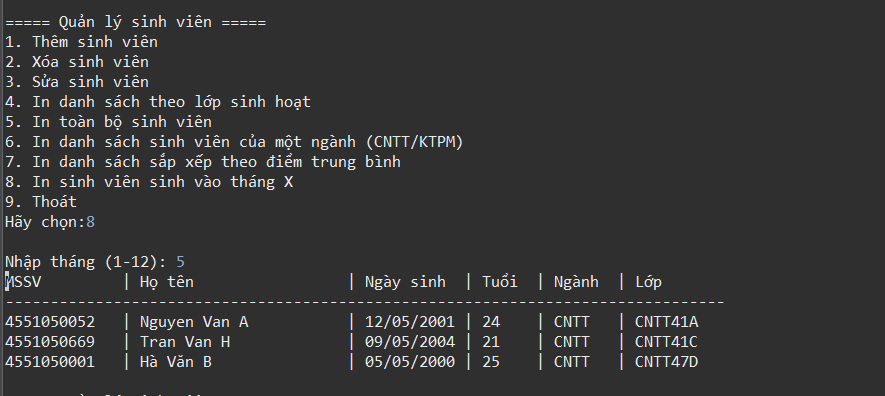 ===== Quản lý sinh viên =====
1. Thêm sinh viên
2. Xóa sinh viên
3. Sửa sinh viên
4. In danh sách theo lớp sinh hoạt
5. In toàn bộ sinh viên
6. In danh sách sinh viên của một ngành (CNTT/KTPM)
7. In danh sách sắp xếp theo điểm trung bình
8. In sinh viên sinh vào tháng X
9. Thoát
Hãy chọn:8
Nhập tháng (1-12): 5
MSSV | Họ tên | Ngày sinh | Tuổi | Ngành | Lớp
--------------------------------------------------------------------------------
4551050052 | Nguyen Van A | 12/05/2001 | 24 | CNTT | CNTT41A
4551050669 | Tran Van H | 09/05/2004 | 21 | CNTT | CNTT41C
4551050001 | Hà Văn B | 05/05/2000 | 25 | CNTT | CNTT47D